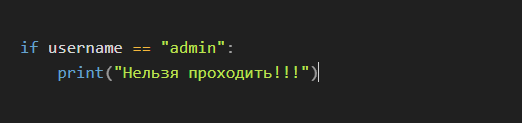 if username == "admin":
    print("Нельзя проходить!!!")